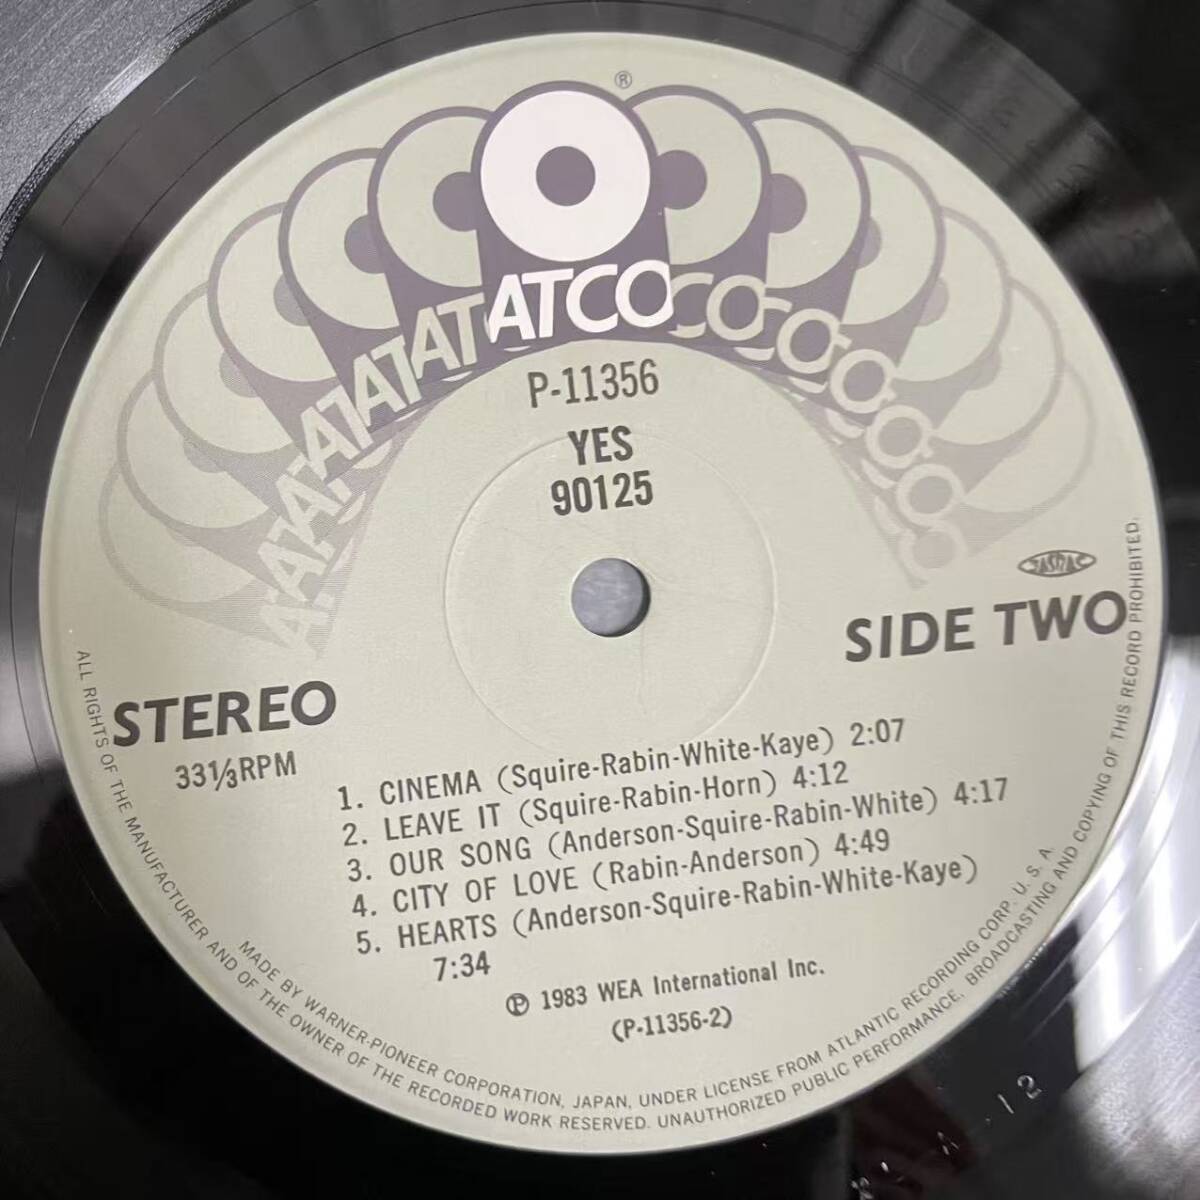 ®
ATCO
P-11356
YES
90125
JASRAC
SIDE TWO
STEREO
33⅓RPM
1. CINEMA (Squire-Rabin-White-Kaye) 2:07
2. LEAVE IT (Squire-Rabin-Horn) 4:12
3. OUR SONG (Anderson-Squire-Rabin-White) 4:17
4. CITY OF LOVE (Rabin-Anderson) 4:49
5. HEARTS (Anderson-Squire-Rabin-White-Kaye)
7:34
℗ 1983 WEA International Inc.
(P-11356-2)
MADE BY WARNER-PIONEER CORPORATION, JAPAN, UNDER LICENSE FROM ATLANTIC RECORDING CORP. U. S. A.
ALL RIGHTS OF THE MANUFACTURER AND OF THE OWNER OF THE RECORDED WORK RESERVED. UNAUTHORIZED PUBLIC PERFORMANCE, BROADCASTING AND COPYING OF THIS RECORD PROHIBITED.
12